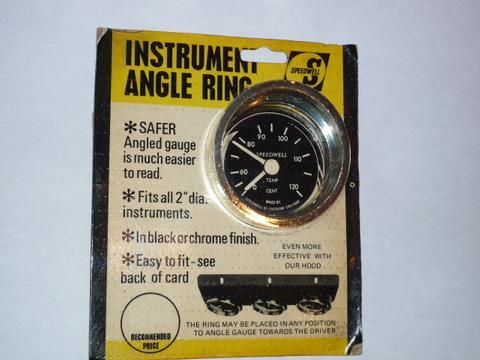 INSTRUMENT
ANGLE RING
SPEEDWELL
S
* SAFER
Angled gauge
is much easier
to read.
* Fits all 2" dia.
instruments.
* In black or chrome finish.
* Easy to fit - see
back of card
60
80
90
100
110
120
SPEEDWELL
TEMP
CENT
MADE BY
EVEN MORE
EFFECTIVE WITH
OUR HOOD
RECOMMENDED
PRICE
THE RING MAY BE PLACED IN ANY POSITION
TO ANGLE GAUGE TOWARDS THE DRIVER